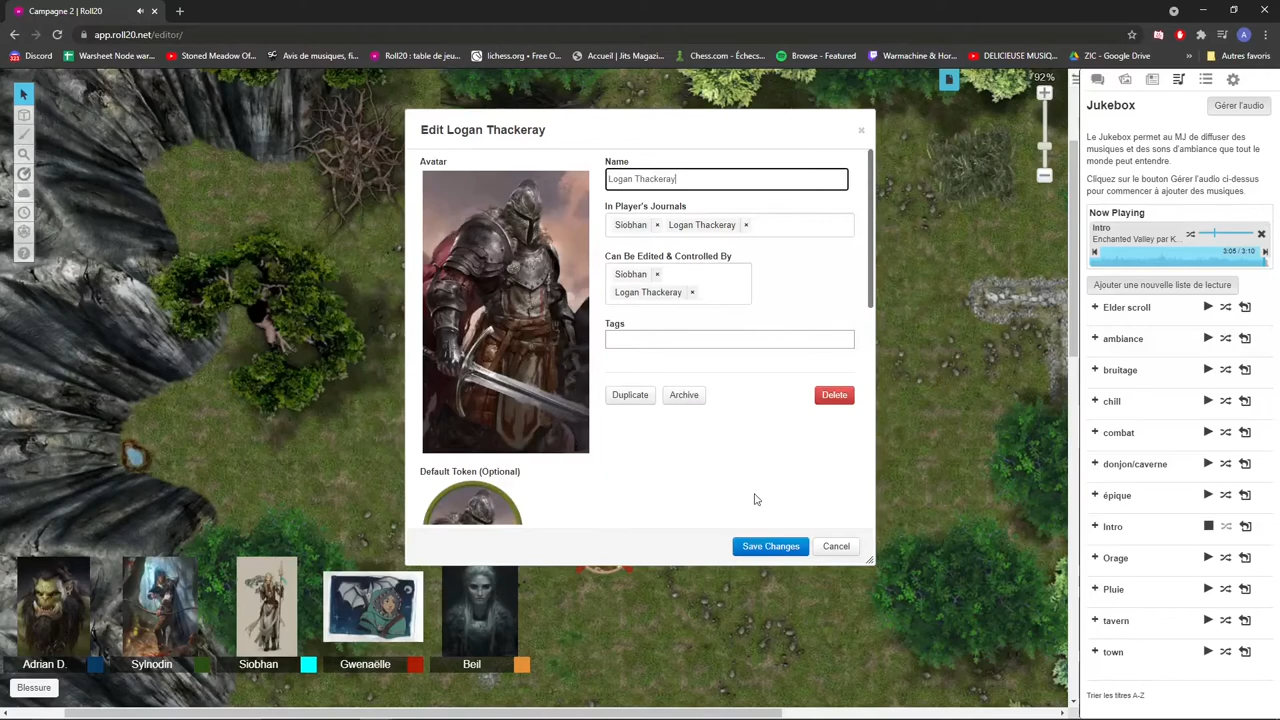 Campagne 2 | Roll20
app.roll20.net/editor/
Discord
Warsheet Node war...
Stoned Meadow Of...
Avis de musiques, fi...
Roll20 : table de jeu...
lichess.org • Free O...
Accueil | Jits Magazi...
Chess.com - Échecs...
Browse - Featured
Warmachine & Hor...
DELICIEUSE MUSIQ...
ZIC - Google Drive
»
Autres favoris
92%
Edit Logan Thackeray
×
Avatar
Name
Logan Thackeray
In Player's Journals
Siobhan ×
Logan Thackeray ×
Can Be Edited & Controlled By
Siobhan ×
Logan Thackeray ×
Tags
Duplicate
Archive
Delete
Default Token (Optional)
Save Changes
Cancel
Jukebox
Gérer l'audio
Le Jukebox permet au MJ de diffuser des
musiques et des sons d'ambiance que tout le
monde peut entendre.
Cliquez sur le bouton Gérer l'audio ci-dessus
pour commencer à ajouter des musiques.
Now Playing
Intro
Enchanted Valley par K...
3:05 / 3:10
Ajouter une nouvelle liste de lecture
Elder scroll
ambiance
bruitage
chill
combat
donjon/caverne
épique
Intro
Orage
Pluie
tavern
town
Trier les titres A-Z
Adrian D.
Sylnodin
Siobhan
Gwenaëlle
Beil
Blessure